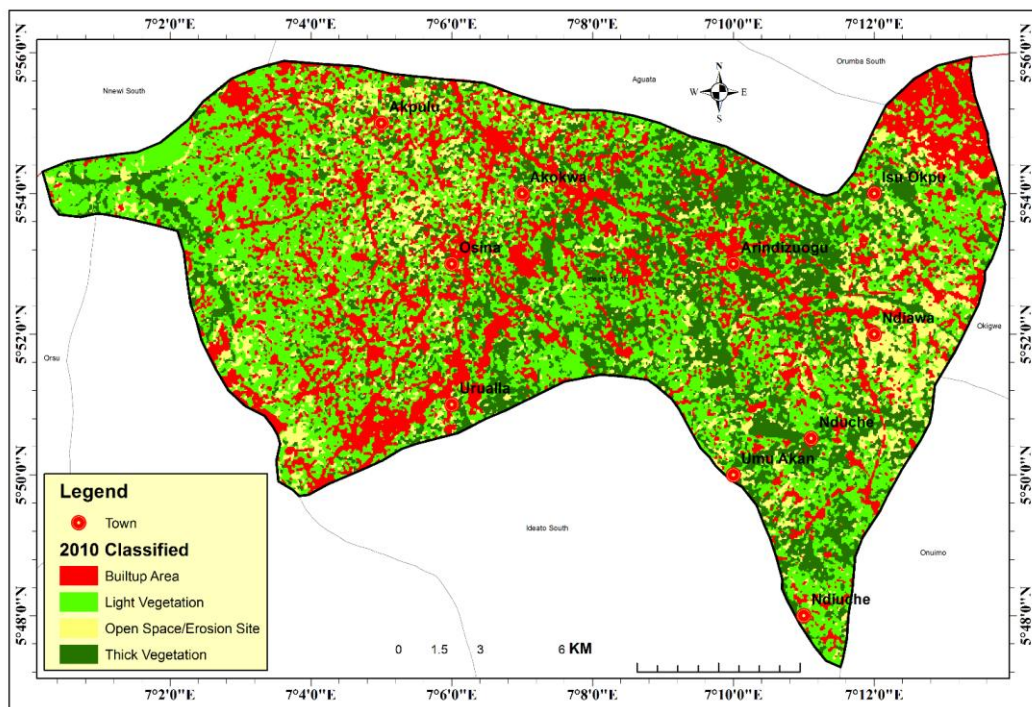 7°2'0"E 7°4'0"E 7°6'0"E 7°8'0"E 7°10'0"E 7°12'0"E
5°56'0"N
5°56'0"N
Orumba South
Aguata
N
Nnewi South
W E
S
Akpulu
5°54'0"N
Akokwa
Isu Okpu
5°54'0"N
Osma
Arindizuogu
Ndiawa
Okigwe
5°52'0"N
Orsu
5°52'0"N
Urualla
Nduche
Umu Akan
5°50'0"N
5°50'0"N
Legend
Town
2010 Classified
Builtup Area
Light Vegetation
Open Space/Erosion Site
Thick Vegetation
Ideato South
Onuimo
Ndiuche
5°48'0"N
5°48'0"N
0 1.5 3 6 KM
7°2'0"E 7°4'0"E 7°6'0"E 7°8'0"E 7°10'0"E 7°12'0"E